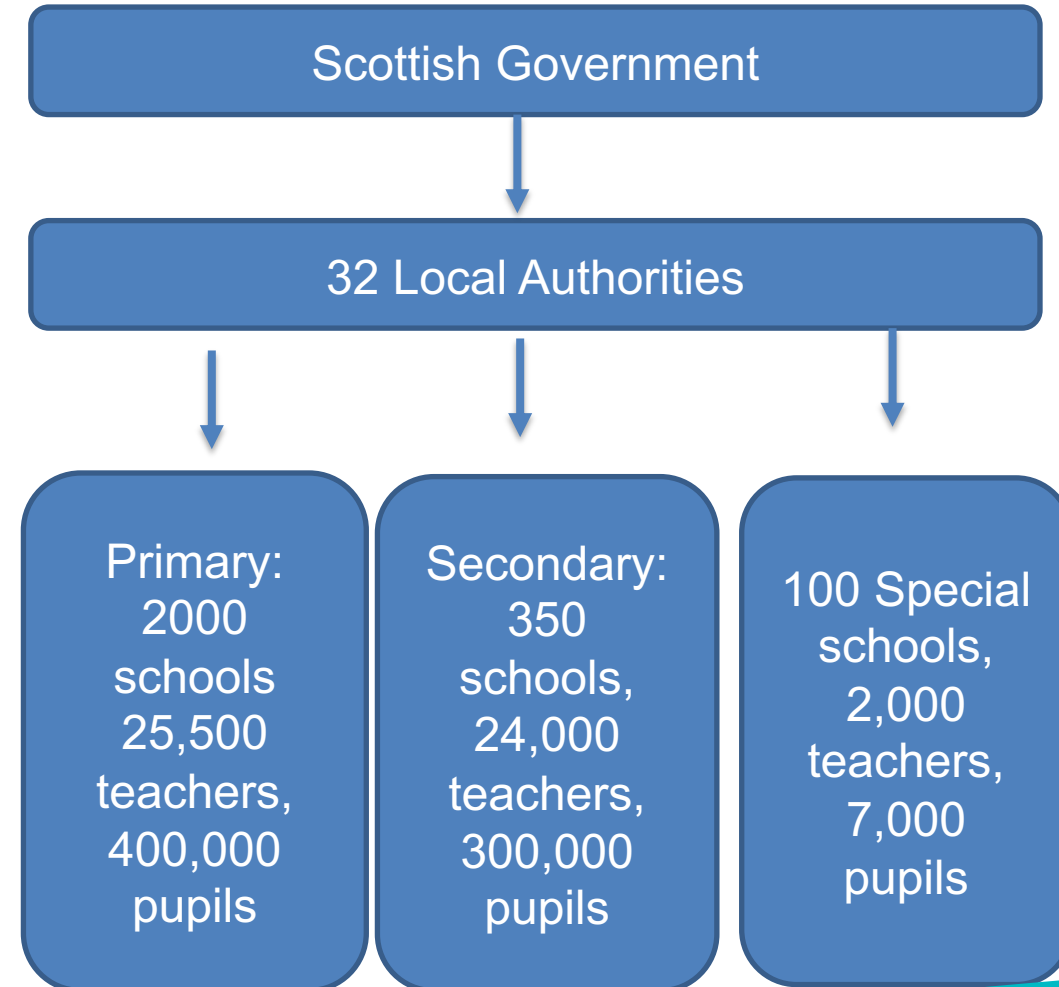 Scottish Government
32 Local Authorities
Primary:
2000
schools
25,500
teachers,
400,000
pupils
Secondary:
350
schools,
24,000
teachers,
300,000
pupils
100 Special
schools,
2,000
teachers,
7,000
pupils